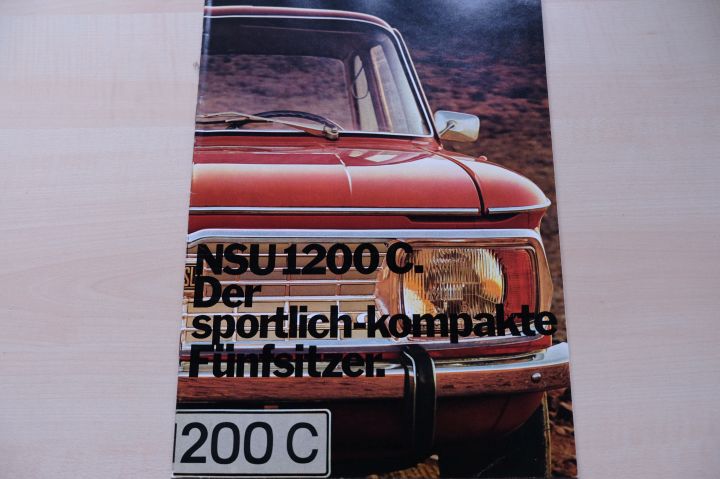 NSU 1200 C.
Der
sportlich-kompakte
Fünfsitzer.
1200 C